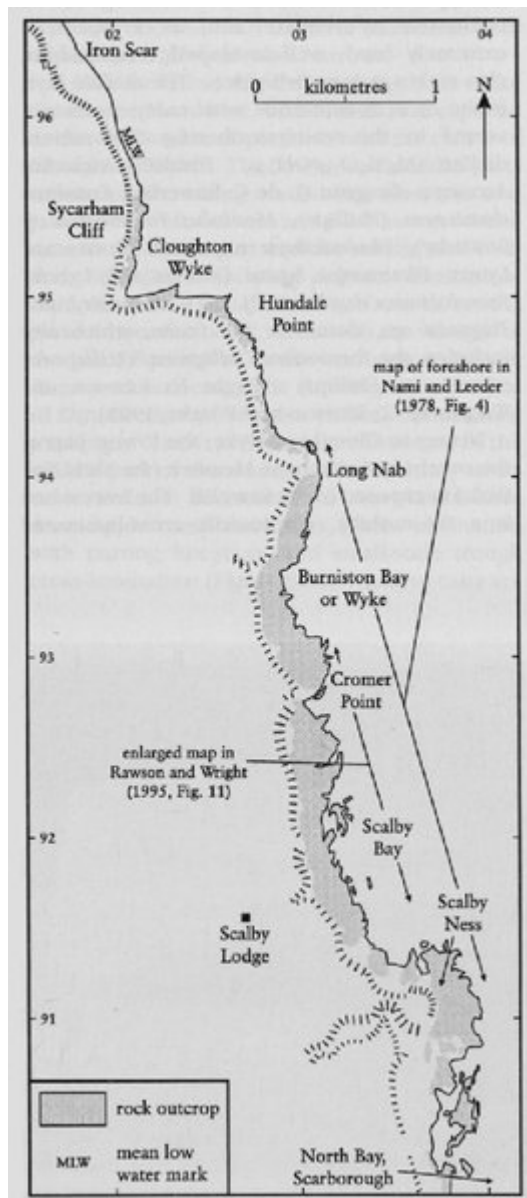 02
03
04
Iron Scar
0 kilometres 1
N
96
MLW
Sycarham
Cliff
Cloughton
Wyke
95
Hundale
Point
map of foreshore in
Nami and Leeder
(1978, Fig. 4)
94
Long Nab
Burniston Bay
or Wyke
93
Cromer
Point
enlarged map in
Rawson and Wright
(1995, Fig. 11)
92
Scalby
Bay
Scalby
Ness
Scalby
Lodge
91
rock outcrop
MLW mean low
water mark
North Bay,
Scarborough